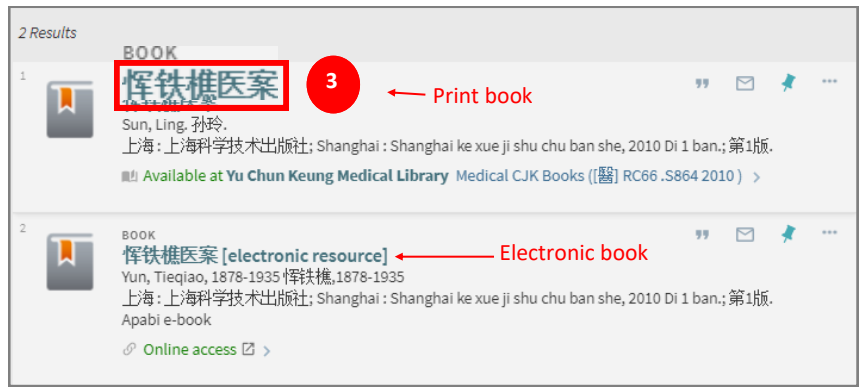 2 Results
BOOK
1
恽铁樵医案
3
Print book
Sun, Ling. 孙玲.
上海 : 上海科学技术出版社; Shanghai : Shanghai ke xue ji shu chu ban she, 2010 Di 1 ban.; 第1版.
Available at Yu Chun Keung Medical Library Medical CJK Books ([醫] RC66 .S864 2010 ) >
2
BOOK
恽铁樵医案 [electronic resource]
Electronic book
Yun, Tieqiao, 1878-1935 恽铁樵,1878-1935
上海 : 上海科学技术出版社; Shanghai : Shanghai ke xue ji shu chu ban she, 2010 Di 1 ban.; 第1版.
Apabi e-book
Online access >